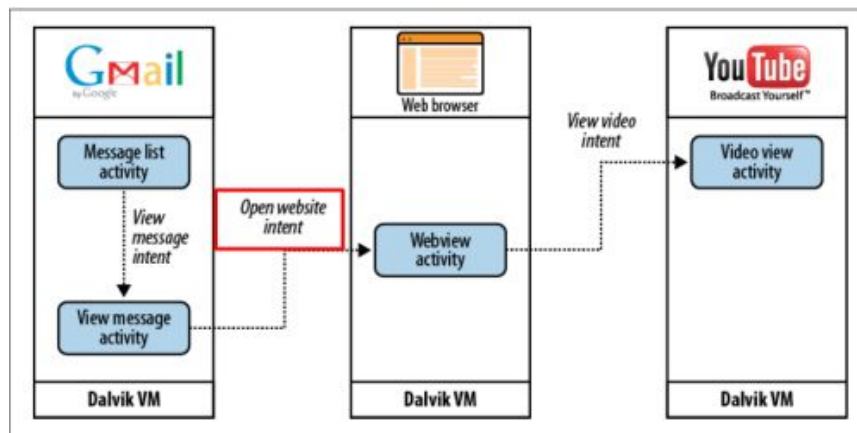 Gmail
by Google
Message list
activity
View
message
intent
View message
activity
Dalvik VM
Open website
intent
Web browser
Webview
activity
Dalvik VM
View video
intent
YouTube
Broadcast Yourself™
Video view
activity
Dalvik VM